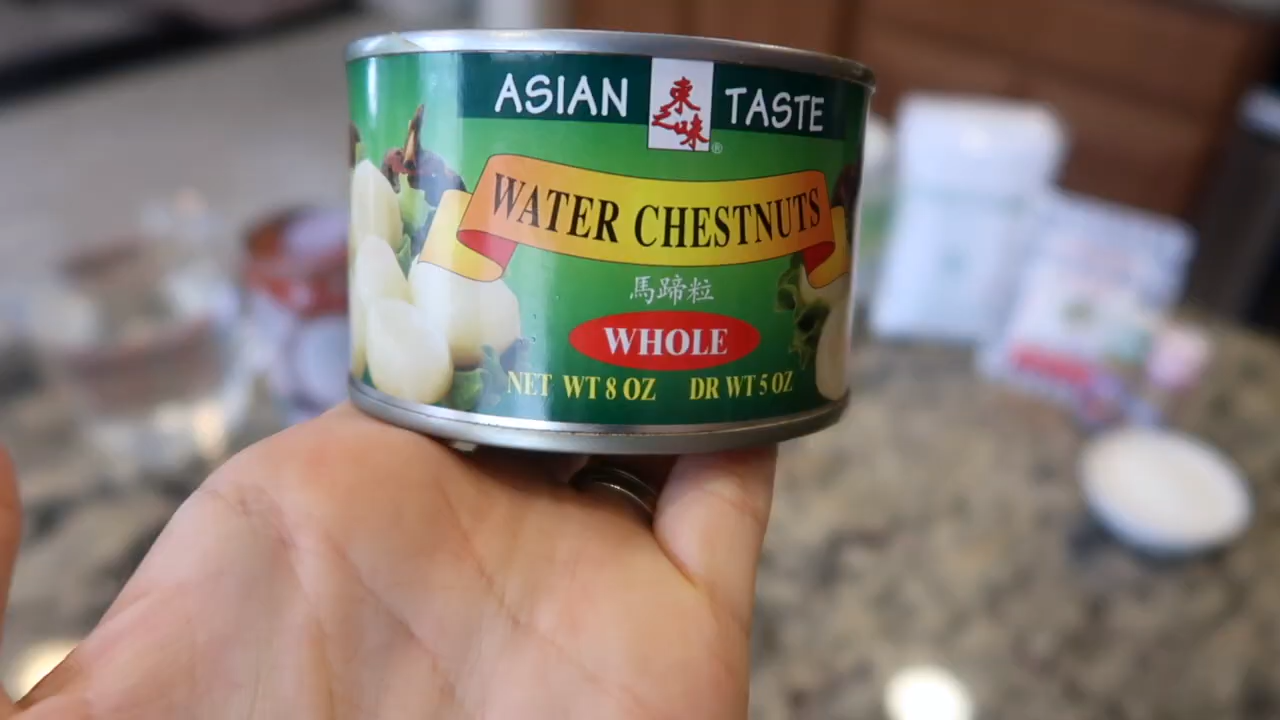 ASIAN 東之味® TASTE
WATER CHESTNUTS
馬蹄粒
WHOLE
NET WT 8 OZ DR WT 5 OZ